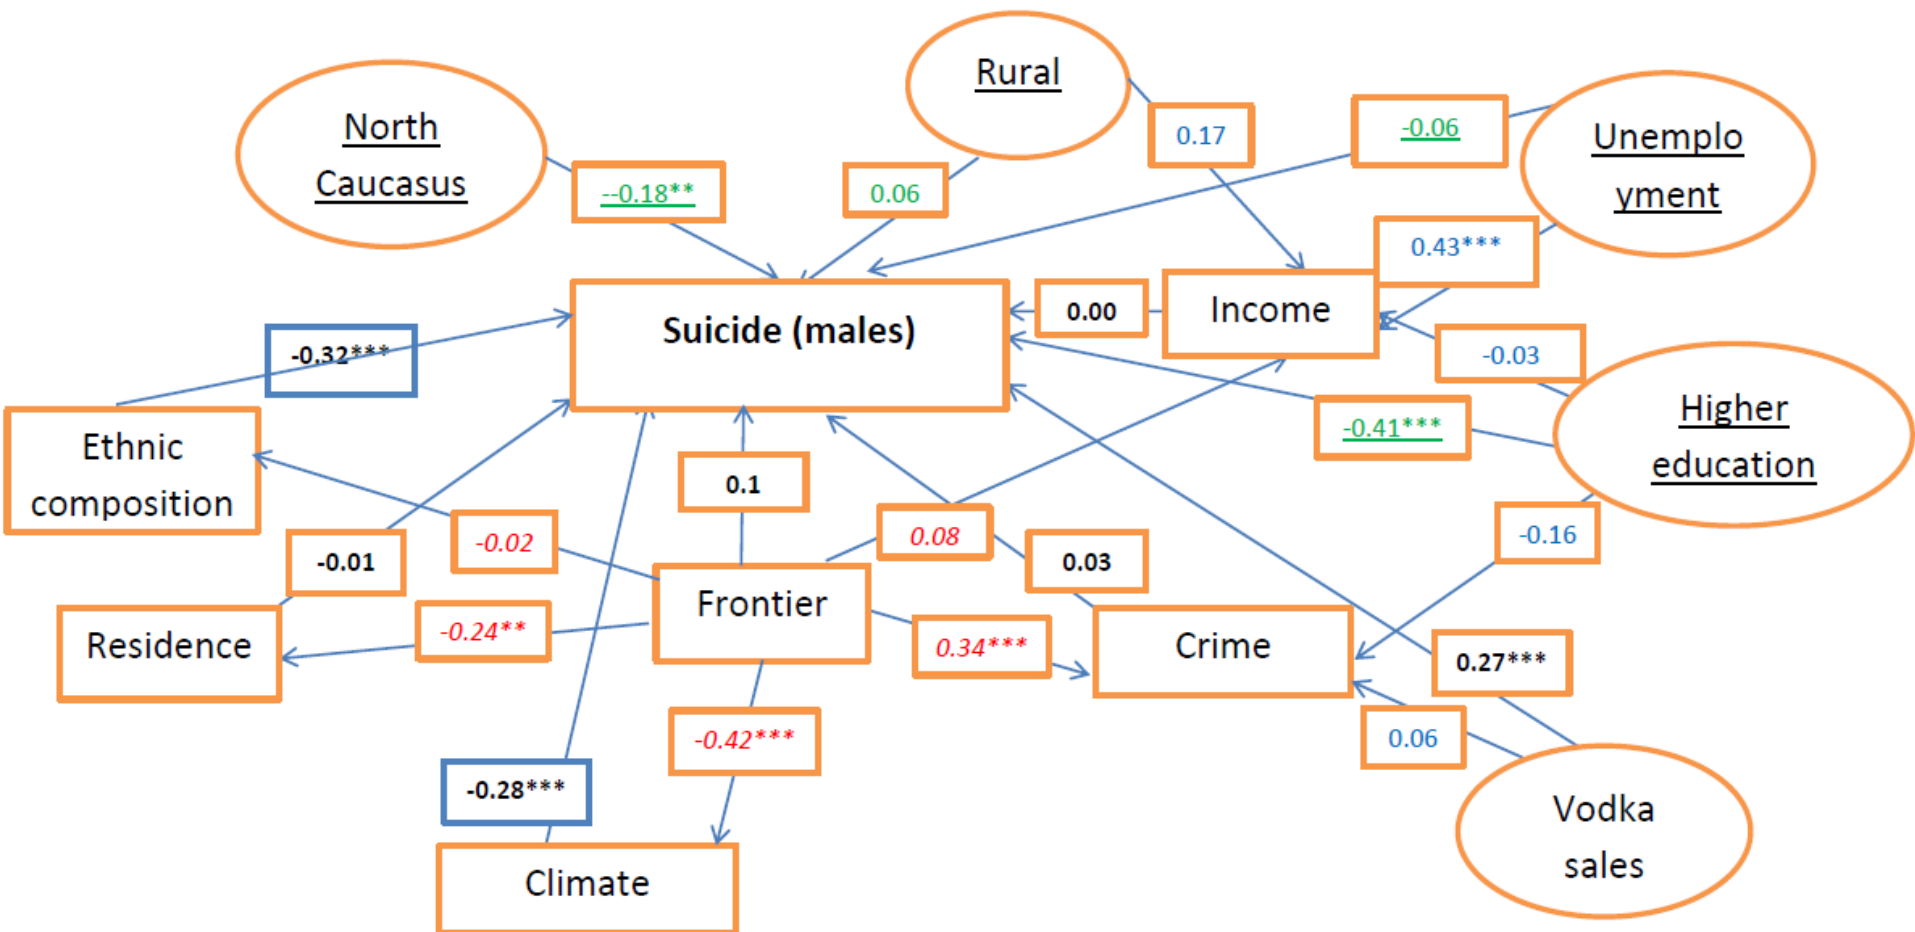 Rural
North
Caucasus
0.17
-0.06
Unemplo
yment
--0.18**
0.06
0.43***
Suicide (males)
0.00
Income
-0.32***
-0.03
Higher
education
-0.41***
Ethnic
composition
0.1
-0.02
0.08
-0.16
-0.01
0.03
Frontier
Residence
-0.24**
0.34***
Crime
0.27***
-0.42***
0.06
-0.28***
Vodka
sales
Climate